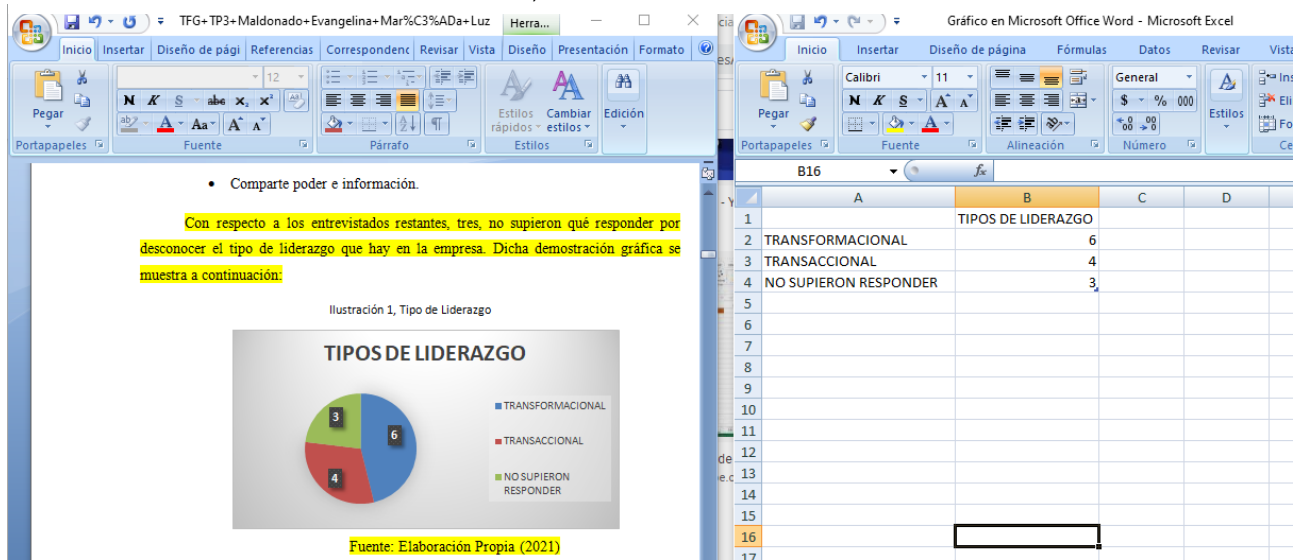 TFG+TP3+Maldonado+Evangelina+Mar%C3%ADa+Luz
Herra...
Inicio Insertar Diseño de pági Referencias Correspondenc Revisar Vista Diseño Presentación Formato
12
Pegar
N K S abe x₂ x²
Aa A A
Estilos rápidos
Cambiar estilos
Edición
Portapapeles Fuente Párrafo Estilos
• Comparte poder e información.
Con respecto a los entrevistados restantes, tres, no supieron qué responder por
desconocer el tipo de liderazgo que hay en la empresa. Dicha demostración gráfica se
muestra a continuación:
Ilustración 1, Tipo de Liderazgo
TIPOS DE LIDERAZGO
3
6
4
TRANSFORMACIONAL
TRANSACCIONAL
NO SUPIERON
RESPONDER
Fuente: Elaboración Propia (2021)
Gráfico en Microsoft Office Word - Microsoft Excel
Inicio Insertar Diseño de página Fórmulas Datos Revisar Vista
Calibri 11
General
Pegar
N K S A A
$ % 000
Estilos
Portapapeles Fuente Alineación Número
B16 fx
A B C D
1 TIPOS DE LIDERAZGO
2 TRANSFORMACIONAL 6
3 TRANSACCIONAL 4
4 NO SUPIERON RESPONDER 3
5
6
7
8
9
10
11
12
13
14
15
16
17